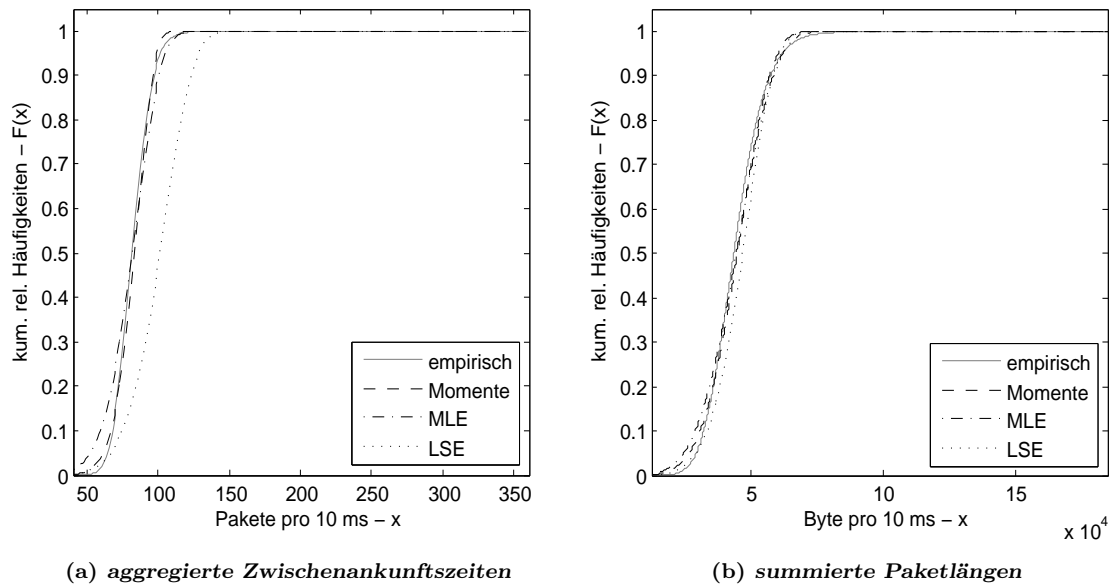 kum. rel. Häufigkeiten – F(x)
1
0.9
0.8
0.7
0.6
0.5
0.4
0.3
0.2
0.1
0
50
100
150
200
250
300
350
Pakete pro 10 ms – x
empirisch
Momente
MLE
LSE
(a) aggregierte Zwischenankunftszeiten
kum. rel. Häufigkeiten – F(x)
1
0.9
0.8
0.7
0.6
0.5
0.4
0.3
0.2
0.1
0
5
10
15
x 10⁴
Byte pro 10 ms – x
empirisch
Momente
MLE
LSE
(b) summierte Paketlängen